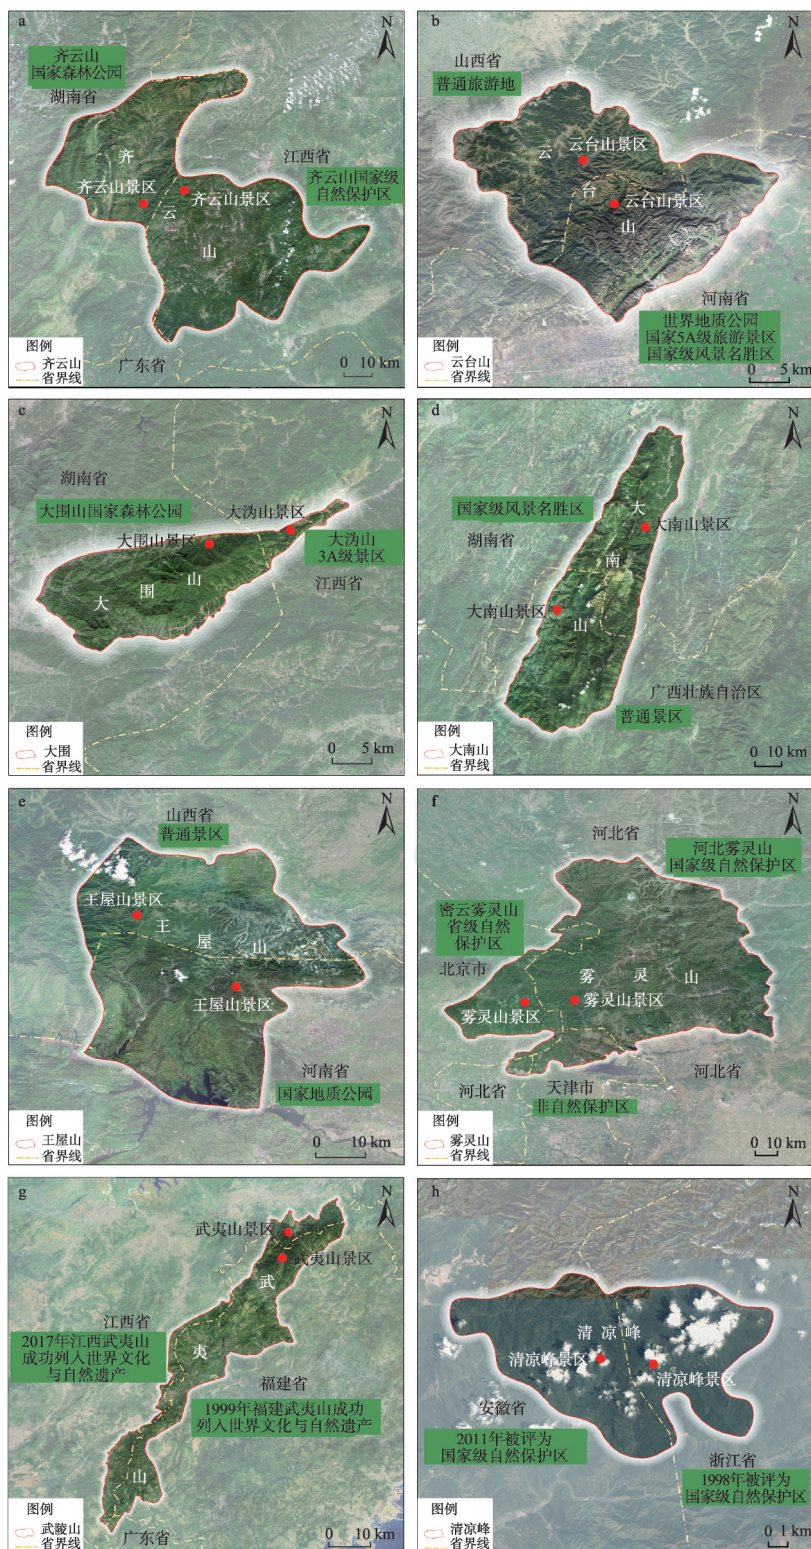 a
N
齐云山
国家森林公园
湖南省
江西省
齐云山国家级
自然保护区
齐
齐云山景区
齐云山景区
云
山
广东省
图例
齐云山
省界线
0 10 km
b
N
山西省
普通旅游地
云
云台山景区
台
云台山景区
山
河南省
世界地质公园
国家5A级旅游景区
国家级风景名胜区
图例
云台山
省界线
0 5 km
c
N
湖南省
大围山国家森林公园
大沩山景区
大围山景区
大沩山
3A级景区
江西省
大
围
山
图例
大围
省界线
0 5 km
d
N
国家级风景名胜区
湖南省
大
大南山景区
南
大南山景区
山
广西壮族自治区
普通景区
图例
大南山
省界线
0 10 km
e
N
山西省
普通景区
王屋山景区
王
屋
山
王屋山景区
河南省
国家地质公园
图例
王屋山
省界线
0 10 km
f
N
河北省
河北雾灵山
国家级自然保护区
密云雾灵山
省级自然
保护区
北京市
雾
灵
山
雾灵山景区
雾灵山景区
河北省
天津市
非自然保护区
河北省
图例
雾灵山
省界线
0 10 km
g
N
武夷山景区
武夷山景区
武
江西省
2017年江西武夷山
成功列入世界文化
与自然遗产
夷
福建省
1999年福建武夷山成功
列入世界文化与自然遗产
山
广东省
图例
武陵山
省界线
0 10 km
h
N
清凉峰
清凉峰景区
清凉峰景区
安徽省
2011年被评为
国家级自然保护区
浙江省
1998年被评为
国家级自然保护区
图例
清凉峰
省界线
0 1 km